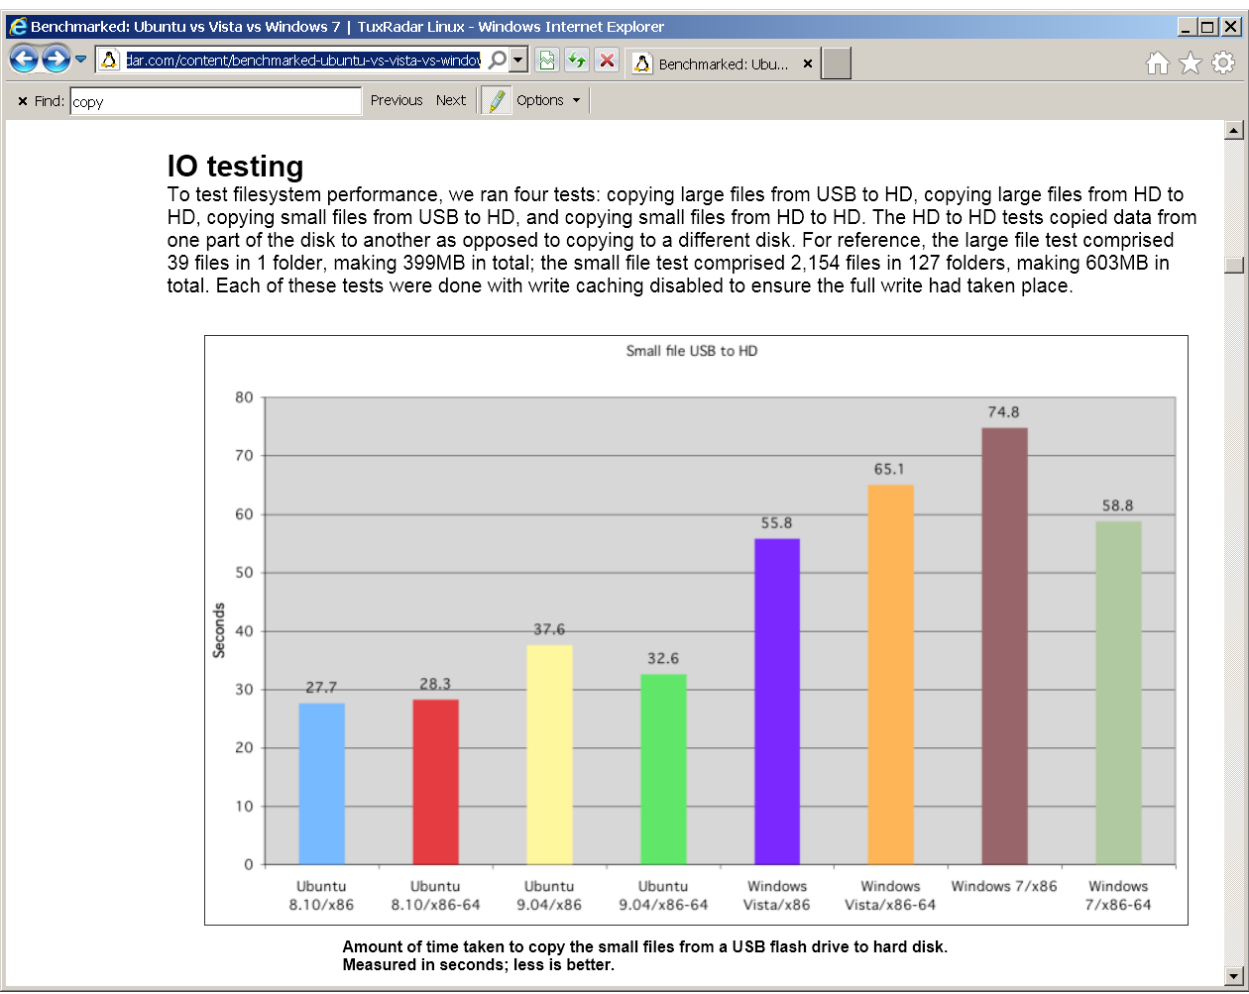 Benchmarked: Ubuntu vs Vista vs Windows 7 | TuxRadar Linux - Windows Internet Explorer
dar.com/content/benchmarked-ubuntu-vs-vista-vs-window
Benchmarked: Ubu...
Find: copy Previous Next Options
IO testing
To test filesystem performance, we ran four tests: copying large files from USB to HD, copying large files from HD to
HD, copying small files from USB to HD, and copying small files from HD to HD. The HD to HD tests copied data from
one part of the disk to another as opposed to copying to a different disk. For reference, the large file test comprised
39 files in 1 folder, making 399MB in total; the small file test comprised 2,154 files in 127 folders, making 603MB in
total. Each of these tests were done with write caching disabled to ensure the full write had taken place.
Small file USB to HD
80
74.8
70
65.1
60
58.8
55.8
50
Seconds
40
37.6
32.6
30
27.7
28.3
20
10
0
Ubuntu 8.10/x86
Ubuntu 8.10/x86-64
Ubuntu 9.04/x86
Ubuntu 9.04/x86-64
Windows Vista/x86
Windows Vista/x86-64
Windows 7/x86
Windows 7/x86-64
Amount of time taken to copy the small files from a USB flash drive to hard disk.
Measured in seconds; less is better.